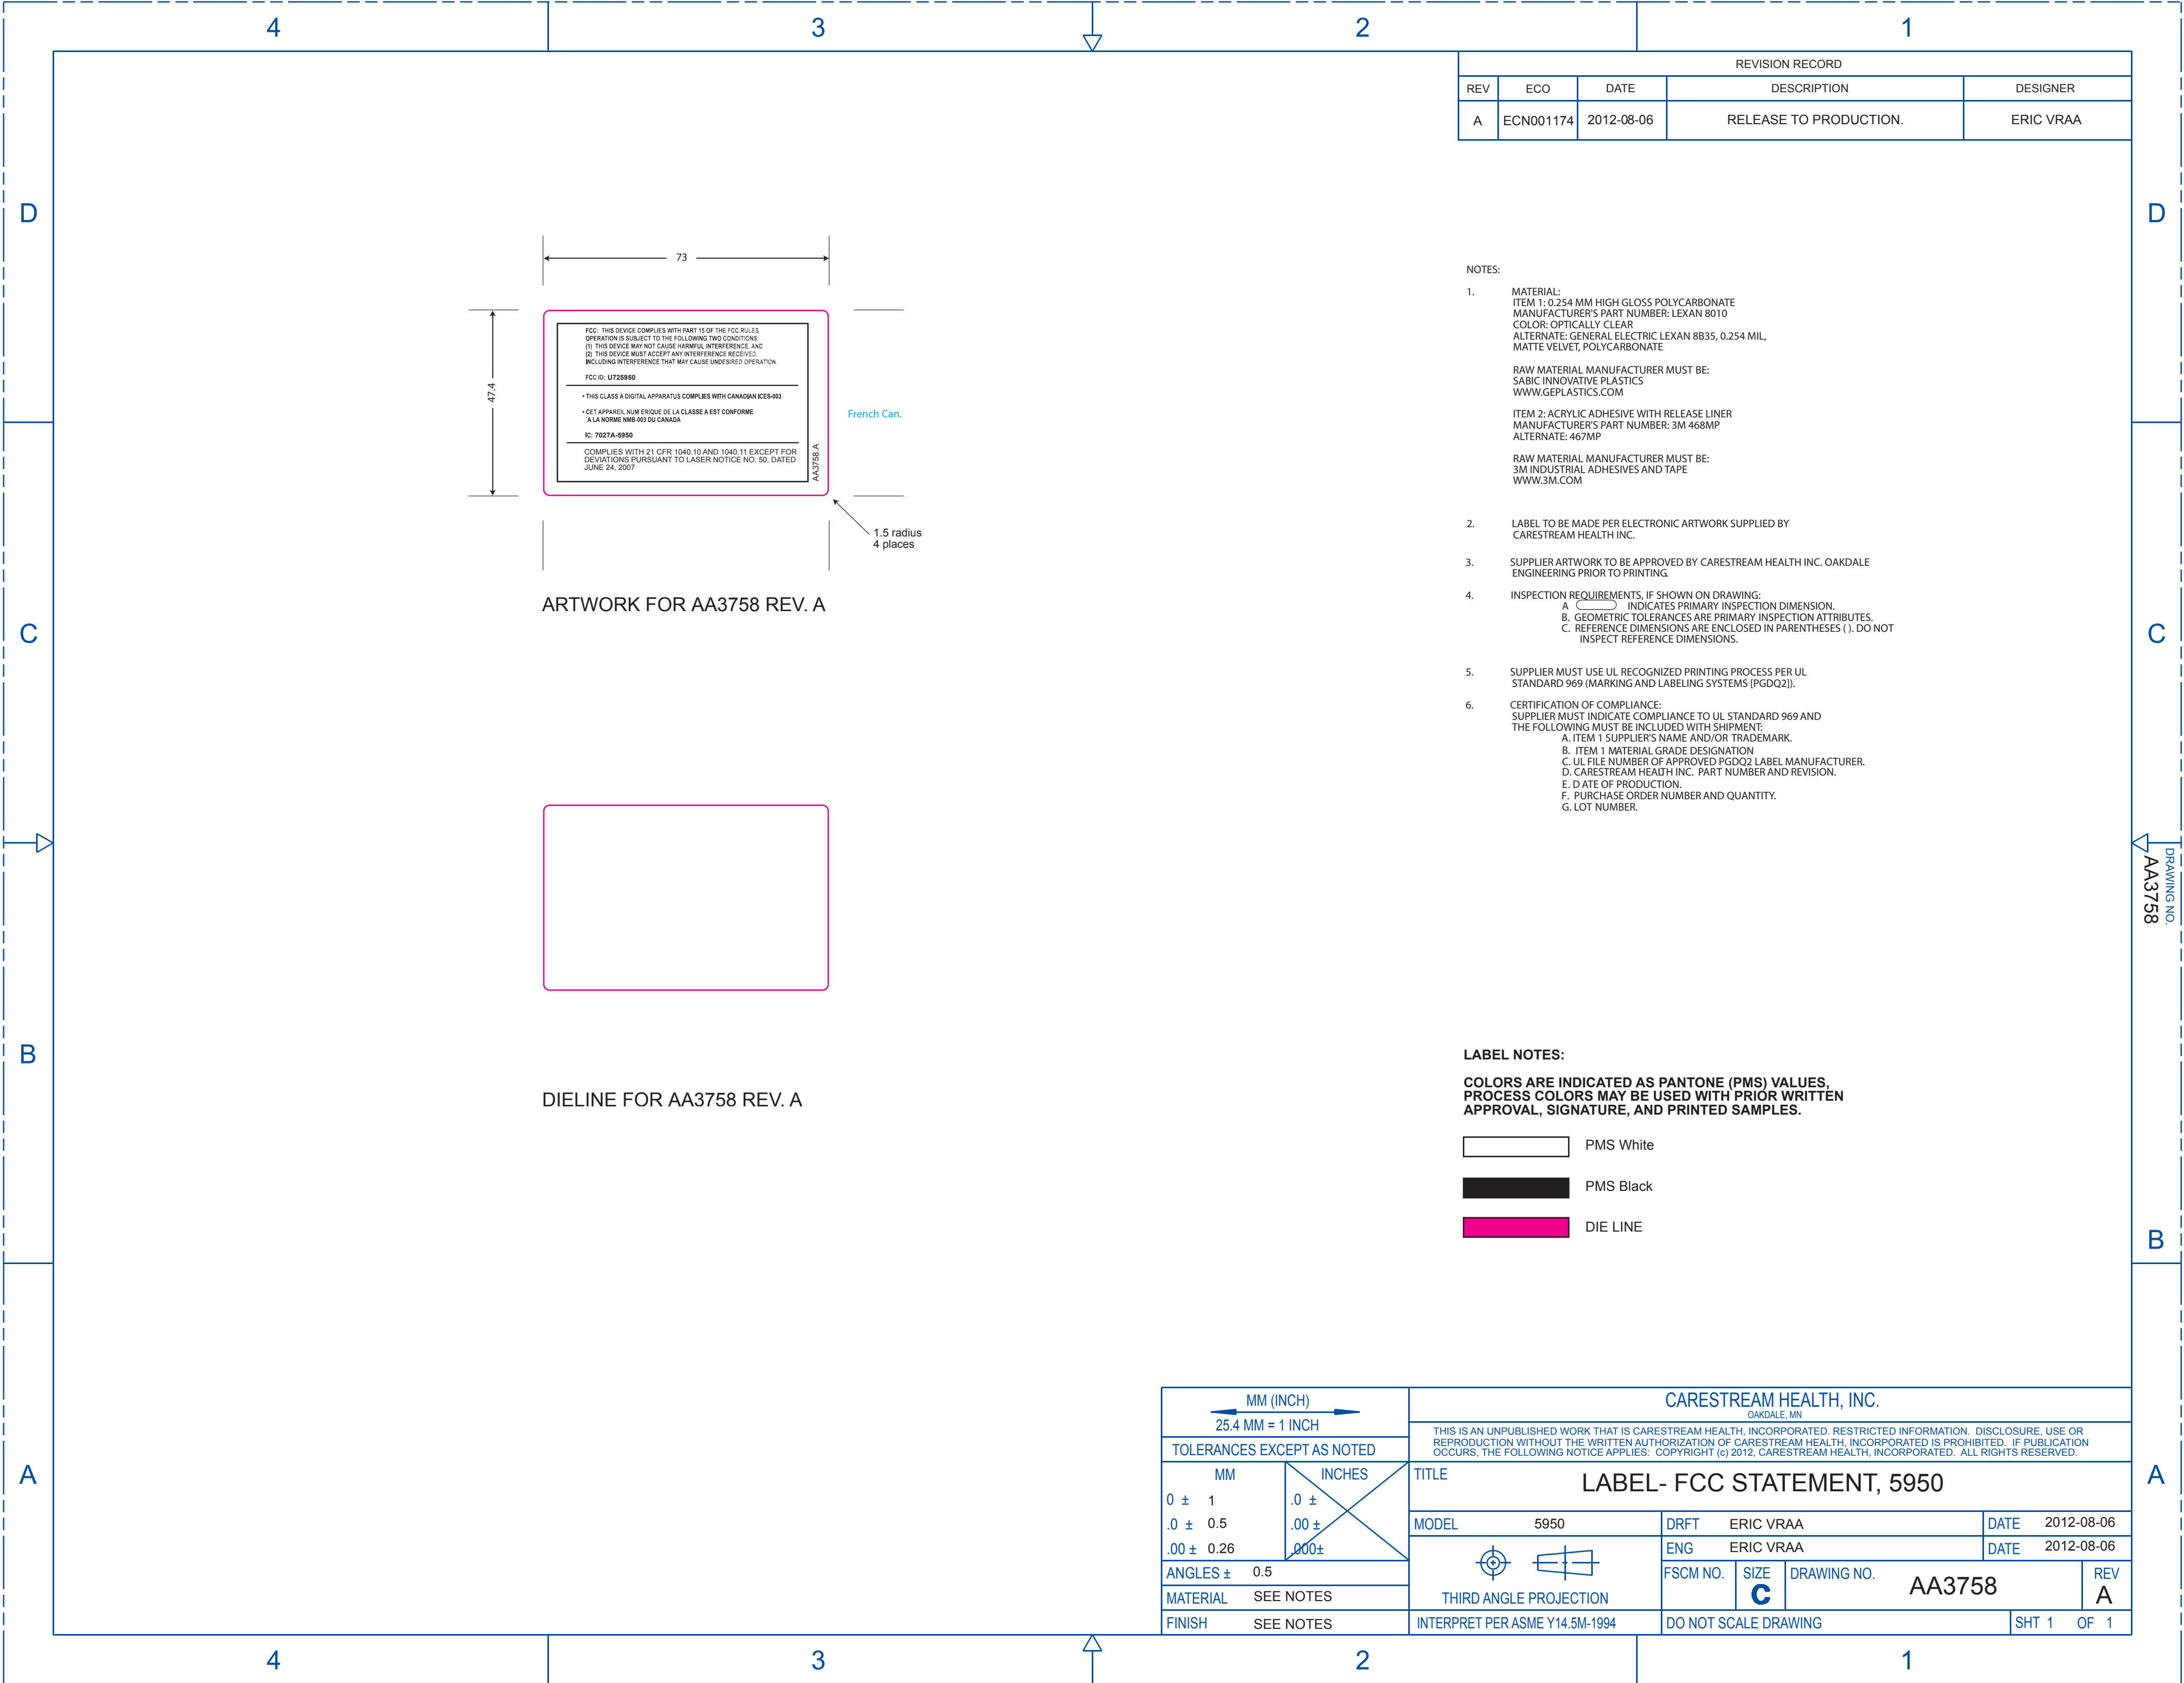 4 3 2 1
REVISION RECORD
REV ECO DATE DESCRIPTION DESIGNER
A ECN001174 2012-08-06 RELEASE TO PRODUCTION. ERIC VRAA
D D
73
47.4
FCC: THIS DEVICE COMPLIES WITH PART 15 OF THE FCC RULES.
OPERATION IS SUBJECT TO THE FOLLOWING TWO CONDITIONS:
(1) THIS DEVICE MAY NOT CAUSE HARMFUL INTERFERENCE, AND
(2) THIS DEVICE MUST ACCEPT ANY INTERFERENCE RECEIVED,
INCLUDING INTERFERENCE THAT MAY CAUSE UNDESIRED OPERATION.
FCC ID: U725950
• THIS CLASS A DIGITAL APPARATUS COMPLIES WITH CANADIAN ICES-003
• CET APPAREIL NUM ERIQUE DE LA CLASSE A EST CONFORME
`A LA NORME NMB-003 DU CANADA
IC: 7027A-5950
COMPLIES WITH 21 CFR 1040.10 AND 1040.11 EXCEPT FOR
DEVIATIONS PURSUANT TO LASER NOTICE NO. 50, DATED
JUNE 24, 2007
AA3758.A
French Can.
1.5 radius
4 places
ARTWORK FOR AA3758 REV. A
NOTES:
1. MATERIAL:
ITEM 1: 0.254 MM HIGH GLOSS POLYCARBONATE
MANUFACTURER'S PART NUMBER: LEXAN 8010
COLOR: OPTICALLY CLEAR
ALTERNATE: GENERAL ELECTRIC LEXAN 8B35, 0.254 MIL,
MATTE VELVET, POLYCARBONATE
RAW MATERIAL MANUFACTURER MUST BE:
SABIC INNOVATIVE PLASTICS
WWW.GEPLASTICS.COM
ITEM 2: ACRYLIC ADHESIVE WITH RELEASE LINER
MANUFACTURER'S PART NUMBER: 3M 468MP
ALTERNATE: 467MP
RAW MATERIAL MANUFACTURER MUST BE:
3M INDUSTRIAL ADHESIVES AND TAPE
WWW.3M.COM
2. LABEL TO BE MADE PER ELECTRONIC ARTWORK SUPPLIED BY
CARESTREAM HEALTH INC.
3. SUPPLIER ARTWORK TO BE APPROVED BY CARESTREAM HEALTH INC. OAKDALE
ENGINEERING PRIOR TO PRINTING.
4. INSPECTION REQUIREMENTS, IF SHOWN ON DRAWING:
A INDICATES PRIMARY INSPECTION DIMENSION.
B. GEOMETRIC TOLERANCES ARE PRIMARY INSPECTION ATTRIBUTES.
C. REFERENCE DIMENSIONS ARE ENCLOSED IN PARENTHESES ( ). DO NOT
INSPECT REFERENCE DIMENSIONS.
5. SUPPLIER MUST USE UL RECOGNIZED PRINTING PROCESS PER UL
STANDARD 969 (MARKING AND LABELING SYSTEMS [PGDQ2]).
6. CERTIFICATION OF COMPLIANCE:
SUPPLIER MUST INDICATE COMPLIANCE TO UL STANDARD 969 AND
THE FOLLOWING MUST BE INCLUDED WITH SHIPMENT:
A. ITEM 1 SUPPLIER'S NAME AND/OR TRADEMARK.
B. ITEM 1 MATERIAL GRADE DESIGNATION
C. UL FILE NUMBER OF APPROVED PGDQ2 LABEL MANUFACTURER.
D. CARESTREAM HEALTH INC. PART NUMBER AND REVISION.
E. D ATE OF PRODUCTION.
F. PURCHASE ORDER NUMBER AND QUANTITY.
G. LOT NUMBER.
C C
DRAWING NO.
AA3758
DIELINE FOR AA3758 REV. A
B B
LABEL NOTES:
COLORS ARE INDICATED AS PANTONE (PMS) VALUES,
PROCESS COLORS MAY BE USED WITH PRIOR WRITTEN
APPROVAL, SIGNATURE, AND PRINTED SAMPLES.
PMS White
PMS Black
DIE LINE
A A
MM (INCH)
25.4 MM = 1 INCH
TOLERANCES EXCEPT AS NOTED
MM INCHES
0 ± 1 .0 ±
.0 ± 0.5 .00 ±
.00 ± 0.26 .000±
ANGLES ± 0.5
MATERIAL SEE NOTES
FINISH SEE NOTES
CARESTREAM HEALTH, INC.
OAKDALE, MN
THIS IS AN UNPUBLISHED WORK THAT IS CARESTREAM HEALTH, INCORPORATED. RESTRICTED INFORMATION. DISCLOSURE, USE OR
REPRODUCTION WITHOUT THE WRITTEN AUTHORIZATION OF CARESTREAM HEALTH, INCORPORATED IS PROHIBITED. IF PUBLICATION
OCCURS, THE FOLLOWING NOTICE APPLIES: COPYRIGHT (c) 2012, CARESTREAM HEALTH, INCORPORATED. ALL RIGHTS RESERVED.
TITLE LABEL- FCC STATEMENT, 5950
MODEL 5950
DRFT ERIC VRAA DATE 2012-08-06
ENG ERIC VRAA DATE 2012-08-06
THIRD ANGLE PROJECTION
INTERPRET PER ASME Y14.5M-1994
FSCM NO. SIZE C DRAWING NO. AA3758 REV A
DO NOT SCALE DRAWING SHT 1 OF 1
4 3 2 1